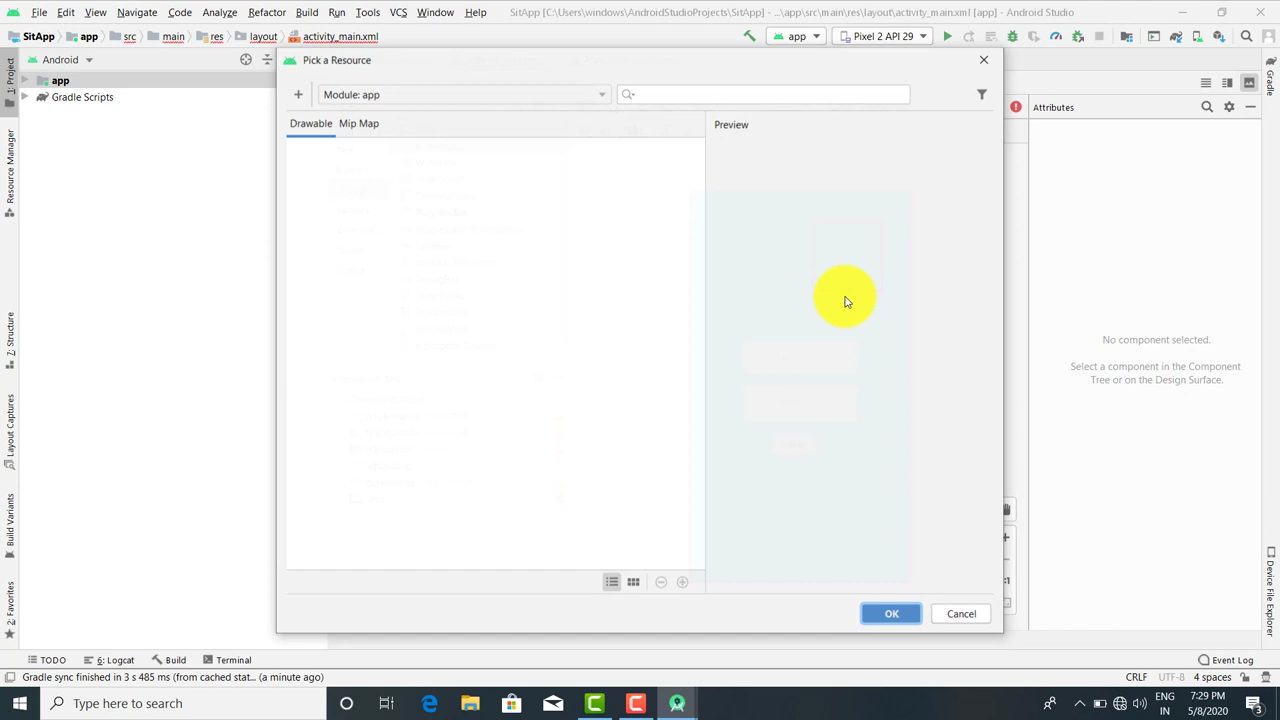 File Edit View Navigate Code Analyze Refactor Build Run Tools VCS Window Help SitApp [C:\Users\windows\AndroidStudioProjects\SitApp] - ...\app\src\main\res\layout\activity_main.xml [app] - Android Studio
SitApp app src main res layout activity_main.xml app Pixel 2 API 29
Android
app
Gradle Scripts
1: Project
Resource Manager
7: Structure
Layout Captures
Build Variants
2: Favorites
Pick a Resource
Module: app
Drawable Mip Map
Preview
OK Cancel
Attributes
No component selected.
Select a component in the Component
Tree or on the Design Surface.
Gradle
Device File Explorer
TODO 6: Logcat Build Terminal Event Log
Gradle sync finished in 3 s 485 ms (from cached stat... (a minute ago) CRLF UTF-8 4 spaces
Type here to search
ENG 7:29 PM
IN 5/8/2020
3